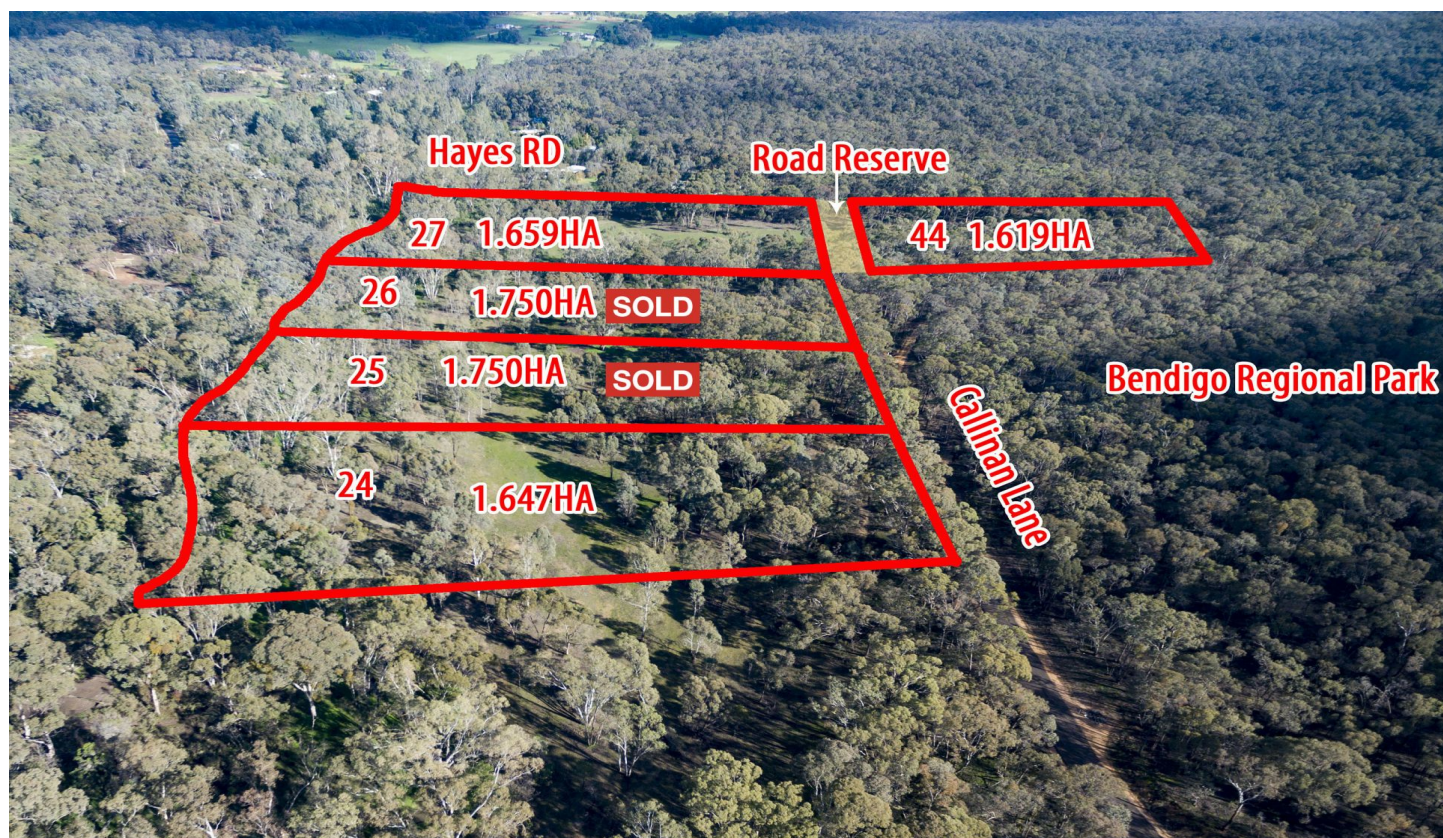 Hayes RD
Road Reserve
27 1.659HA
44 1.619HA
26 1.750HA SOLD
25 1.750HA SOLD
Bendigo Regional Park
Callinan Lane
24 1.647HA